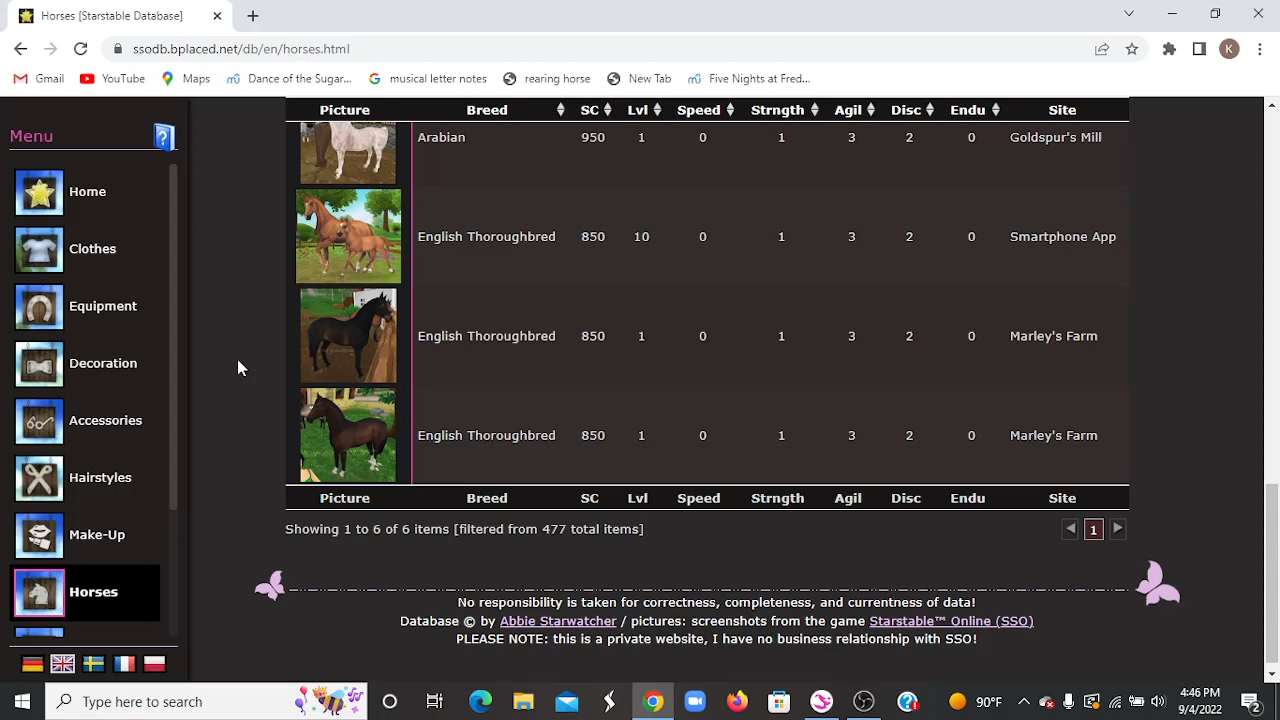 Horses [Starstable Database]
ssodb.bplaced.net/db/en/horses.html
K
Gmail YouTube Maps Dance of the Sugar... musical letter notes rearing horse New Tab Five Nights at Fred...
Menu
?
Home
Clothes
Equipment
Decoration
Accessories
Hairstyles
Make-Up
Horses
Picture Breed SC Lvl Speed Strngth Agil Disc Endu Site
Arabian 950 1 0 1 3 2 0 Goldspur's Mill
English Thoroughbred 850 10 0 1 3 2 0 Smartphone App
English Thoroughbred 850 1 0 1 3 2 0 Marley's Farm
English Thoroughbred 850 1 0 1 3 2 0 Marley's Farm
Picture Breed SC Lvl Speed Strngth Agil Disc Endu Site
Showing 1 to 6 of 6 items [filtered from 477 total items]
1
No responsibility is taken for correctness, completeness, and currentness of data!
Database © by Abbie Starwatcher / pictures: screenshots from the game Starstable™ Online (SSO)
PLEASE NOTE: this is a private website, I have no business relationship with SSO!
Type here to search
90°F
4:46 PM
9/4/2022
2